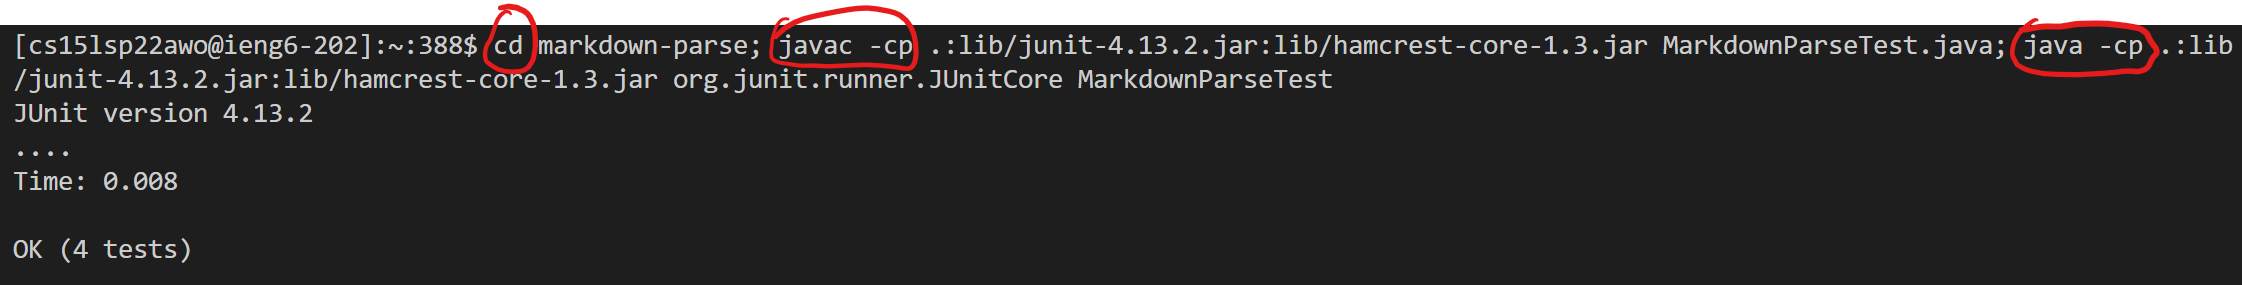 [cs15lsp22awo@ieng6-202]:~:388$ cd markdown-parse; javac -cp .:lib/junit-4.13.2.jar:lib/hamcrest-core-1.3.jar MarkdownParseTest.java; java -cp .:lib
/junit-4.13.2.jar:lib/hamcrest-core-1.3.jar org.junit.runner.JUnitCore MarkdownParseTest
JUnit version 4.13.2
....
Time: 0.008
OK (4 tests)